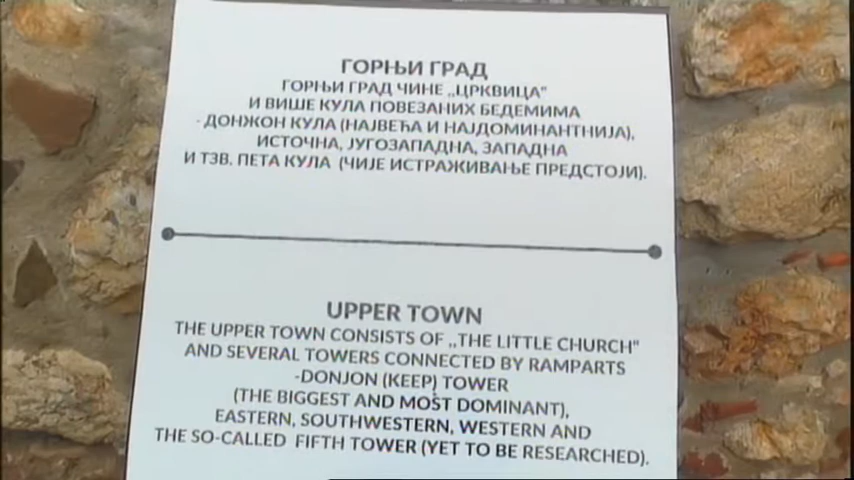 ГОРЊИ ГРАД
ГОРЊИ ГРАД ЧИНЕ „ЦРКВИЦА"
И ВИШЕ КУЛА ПОВЕЗАНИХ БЕДЕМИМА
- ДОНЖОН КУЛА (НАЈВЕЋА И НАЈДОМИНАНТНИЈА),
ИСТОЧНА, ЈУГОЗАПАДНА, ЗАПАДНА
И ТЗВ. ПЕТА КУЛА (ЧИЈЕ ИСТРАЖИВАЊЕ ПРЕДСТОЈИ).
UPPER TOWN
THE UPPER TOWN CONSISTS OF „THE LITTLE CHURCH"
AND SEVERAL TOWERS CONNECTED BY RAMPARTS
-DONJON (KEEP) TOWER
(THE BIGGEST AND MOST DOMINANT),
EASTERN, SOUTHWESTERN, WESTERN AND
THE SO-CALLED FIFTH TOWER (YET TO BE RESEARCHED).